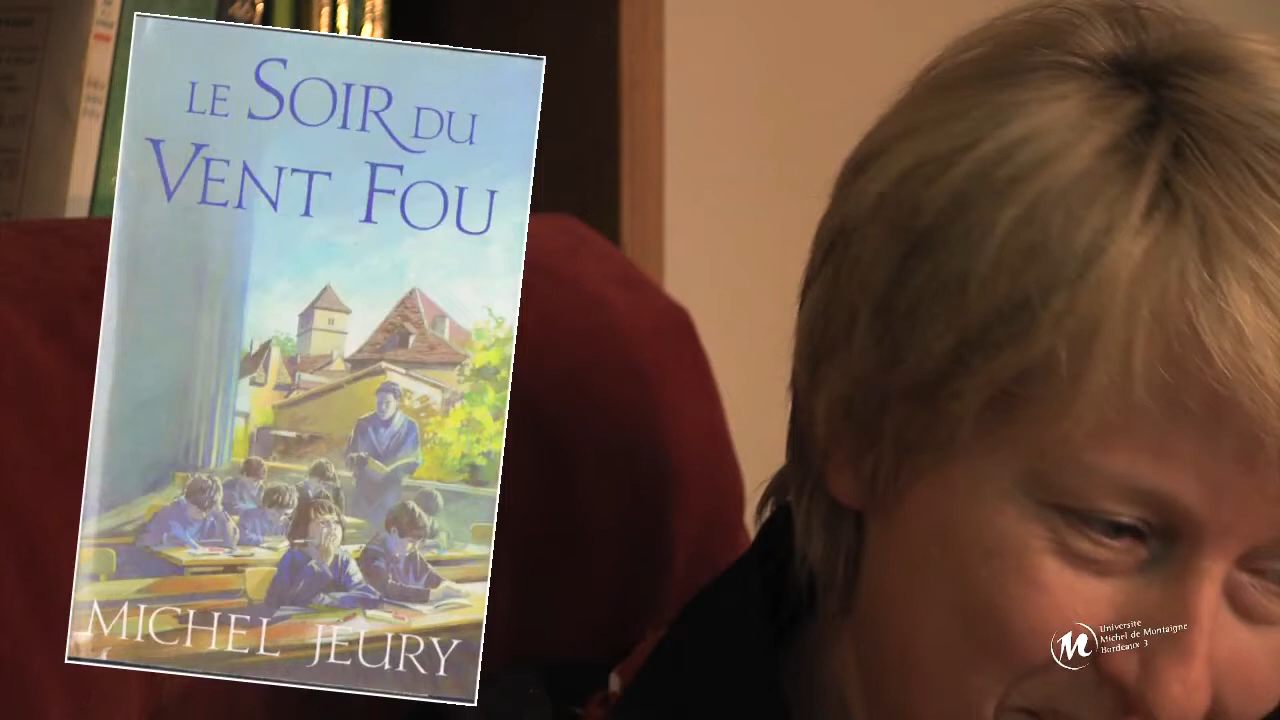 LE SOIR DU
VENT FOU
MICHEL JEURY
Université
Michel de Montaigne
Bordeaux 3